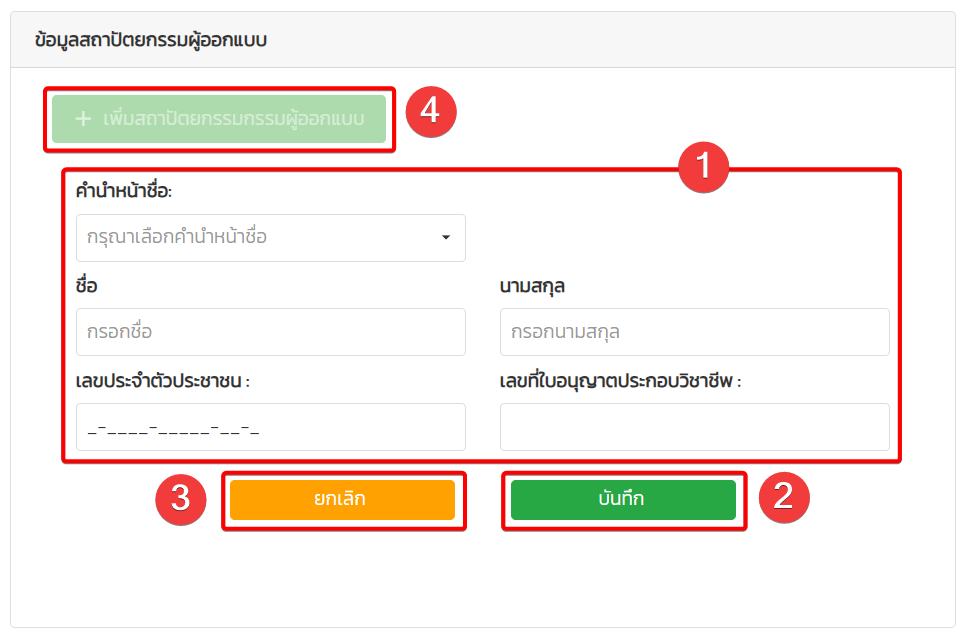 ข้อมูลสถาปัตยกรรมผู้ออกแบบ
+ เพิ่มสถาปัตยกรรมกรรมผู้ออกแบบ
4
1
คำนำหน้าชื่อ:
กรุณาเลือกคำนำหน้าชื่อ
ชื่อ
นามสกุล
กรอกชื่อ
กรอกนามสกุล
เลขประจำตัวประชาชน :
เลขที่ใบอนุญาตประกอบวิชาชีพ :
_-____-_____-__-_
3
ยกเลิก
บันทึก
2